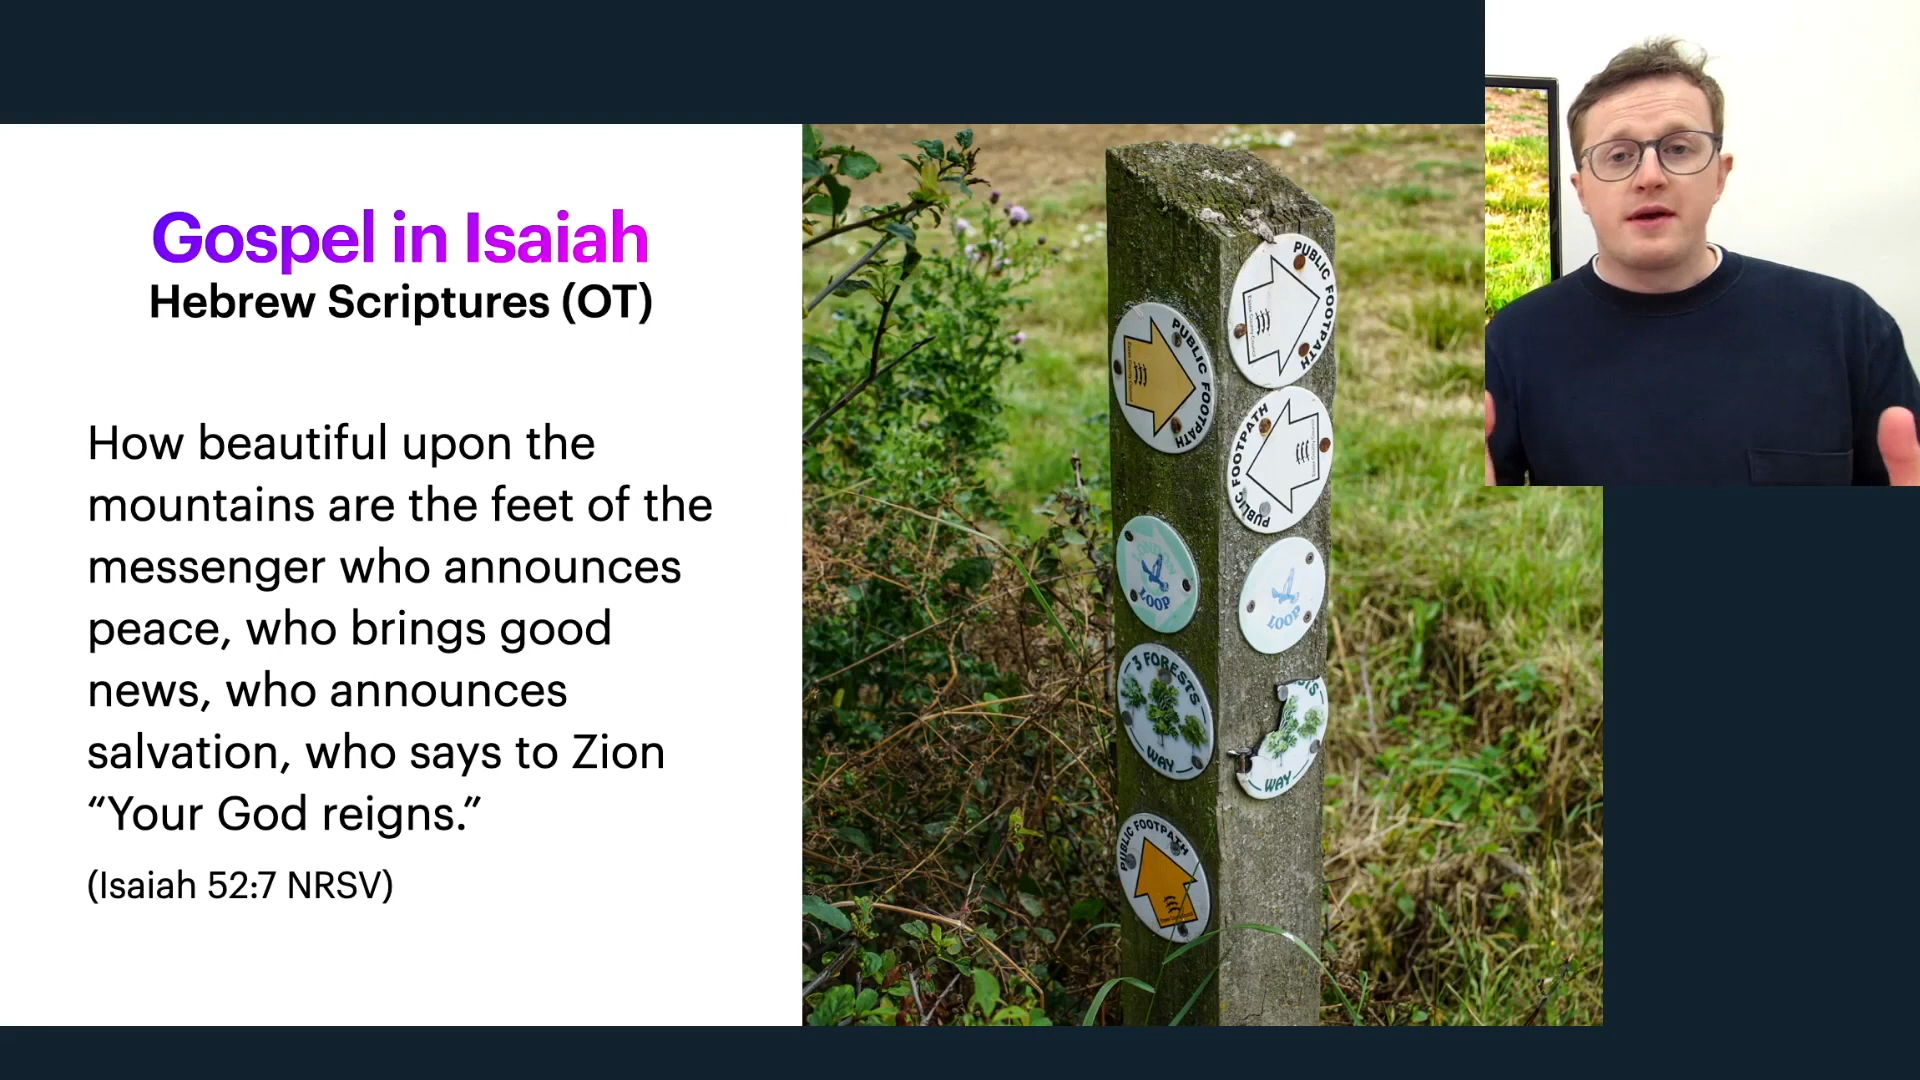 Gospel in Isaiah
Hebrew Scriptures (OT)
How beautiful upon the
mountains are the feet of the
messenger who announces
peace, who brings good
news, who announces
salvation, who says to Zion
“Your God reigns.”
(Isaiah 52:7 NRSV)
PUBLIC FOOTPATH
PUBLIC FOOTPATH
PUBLIC FOOTPATH
LONDON
LOOP
LOOP
3 FORESTS
WAY
WAY
PUBLIC FOOTPATH